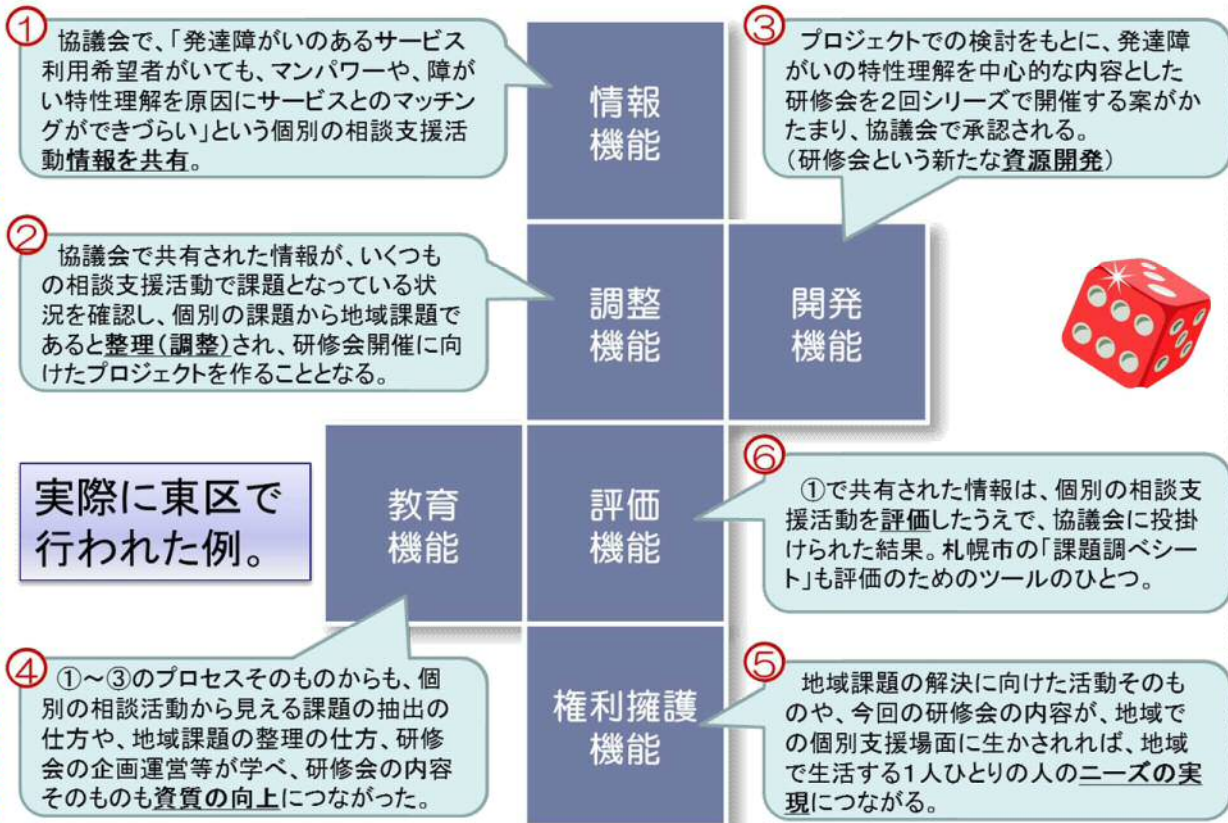 ①
協議会で、「発達障がいのあるサービス
利用希望者がいても、マンパワーや、障が
い特性理解を原因にサービスとのマッチン
グができづらい」という個別の相談支援活
動情報を共有。
情報
機能
③
プロジェクトでの検討をもとに、発達障
がいの特性理解を中心的な内容とした
研修会を2回シリーズで開催する案がか
たまり、協議会で承認される。
(研修会という新たな資源開発)
②
協議会で共有された情報が、いくつも
の相談支援活動で課題となっている状
況を確認し、個別の課題から地域課題で
あると整理(調整)され、研修会開催に向
けたプロジェクトを作ることとなる。
調整
機能
開発
機能
実際に東区で
行われた例。
教育
機能
評価
機能
⑥
①で共有された情報は、個別の相談支
援活動を評価したうえで、協議会に投掛
けられた結果。札幌市の「課題調べシー
ト」も評価のためのツールのひとつ。
④
①~③のプロセスそのものからも、個
別の相談活動から見える課題の抽出の
仕方や、地域課題の整理の仕方、研修
会の企画運営等が学べ、研修会の内容
そのものも資質の向上につながった。
権利擁護
機能
⑤
地域課題の解決に向けた活動そのも
のや、今回の研修会の内容が、地域で
の個別支援場面に生かされれば、地域
で生活する1人ひとりの人のニーズの実
現につながる。